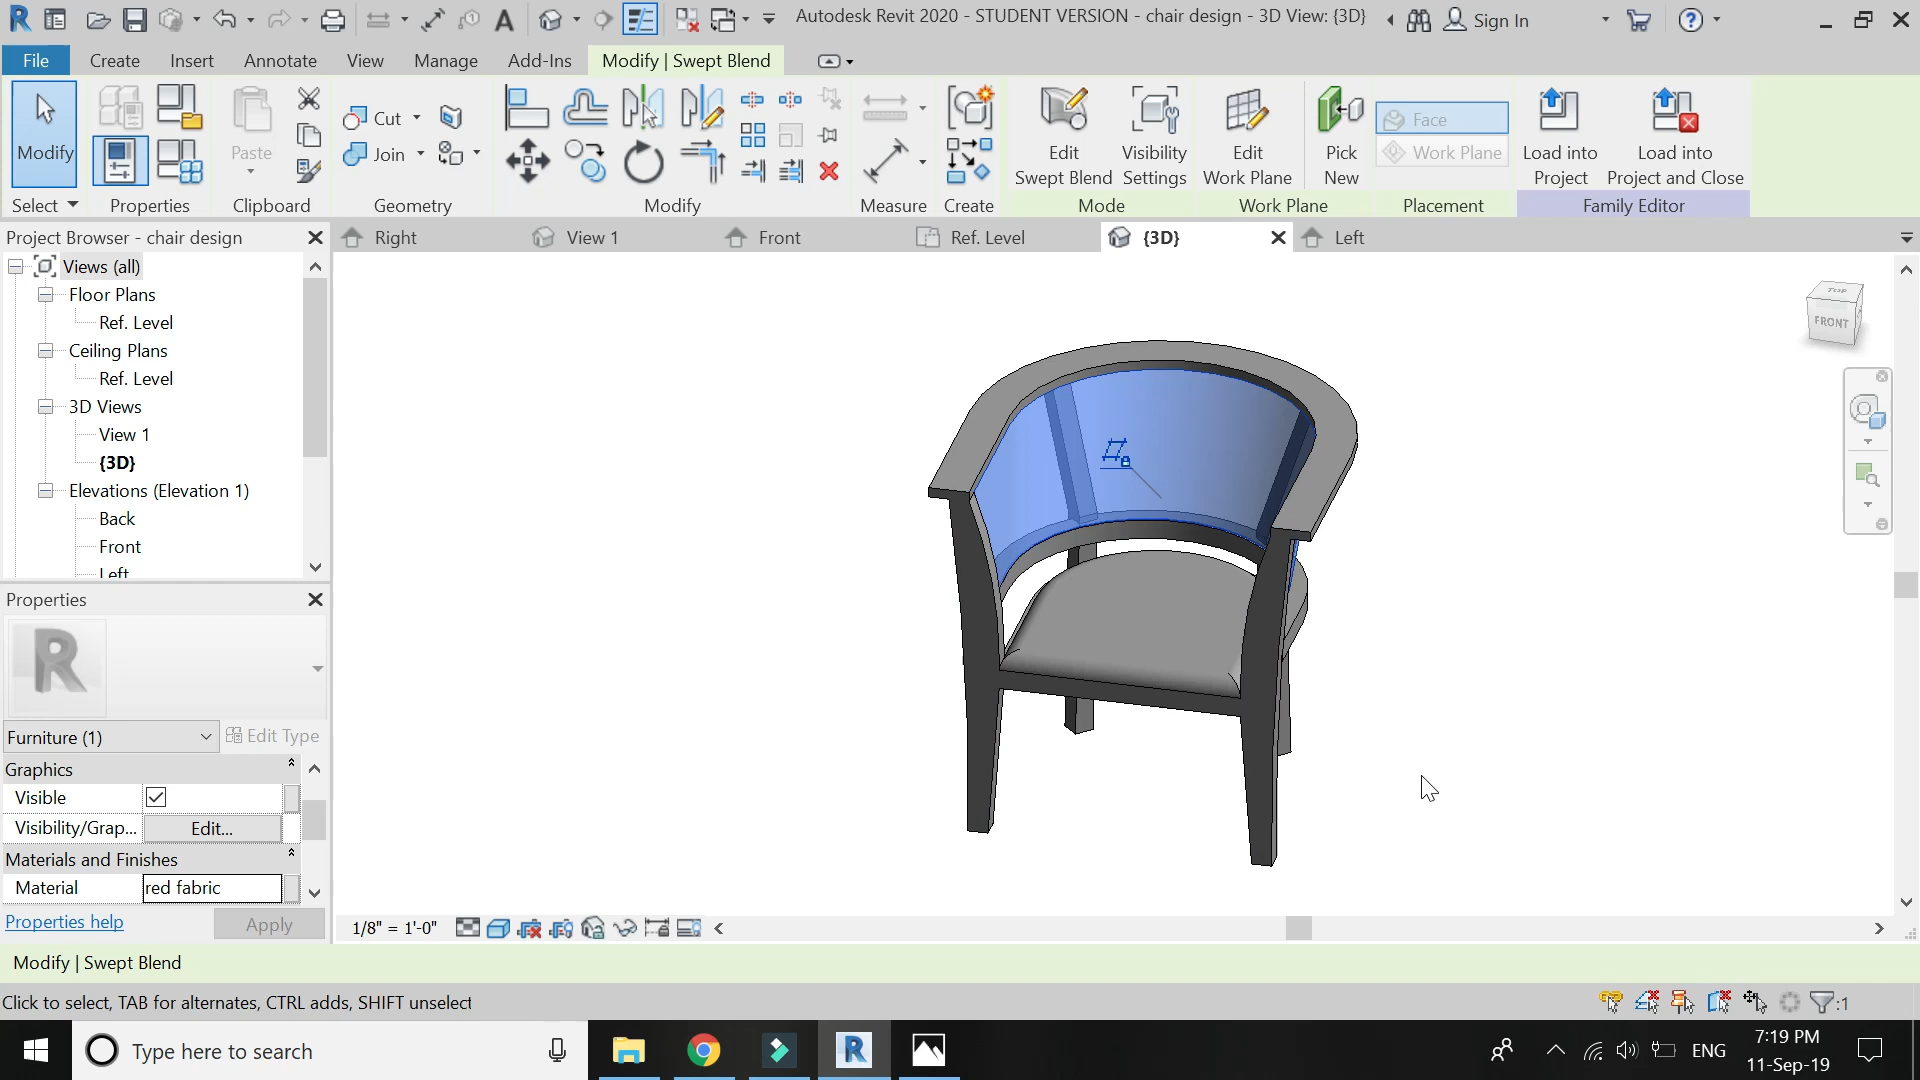 Autodesk Revit 2020 - STUDENT VERSION - chair design - 3D View: {3D}
Sign In
File
Create
Insert
Annotate
View
Manage
Add-Ins
Modify | Swept Blend
Modify
Select
Properties
Paste
Clipboard
Cut
Join
Geometry
Modify
Measure
Create
Edit
Swept Blend
Visibility
Settings
Mode
Edit
Work Plane
Pick
New
Work Plane
Face
Work Plane
Placement
Load into
Project
Load into
Project and Close
Family Editor
Project Browser - chair design
Right
View 1
Front
Ref. Level
{3D}
Left
Views (all)
Floor Plans
Ref. Level
Ceiling Plans
Ref. Level
3D Views
View 1
{3D}
Elevations (Elevation 1)
Back
Front
Left
TOP
FRONT
Properties
Furniture (1)
Edit Type
Graphics
Visible
Visibility/Grap...
Edit...
Materials and Finishes
Material
red fabric
Properties help
Apply
1/8" = 1'-0"
Modify | Swept Blend
Click to select, TAB for alternates, CTRL adds, SHIFT unselect
:1
Type here to search
ENG
7:19 PM
11-Sep-19